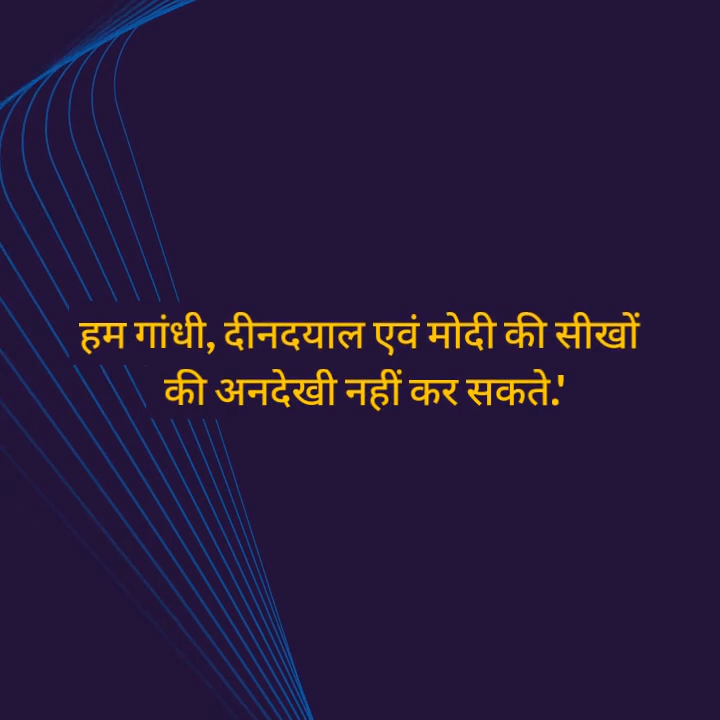 हम गांधी, दीनदयाल एवं मोदी की सीखों
की अनदेखी नहीं कर सकते.'